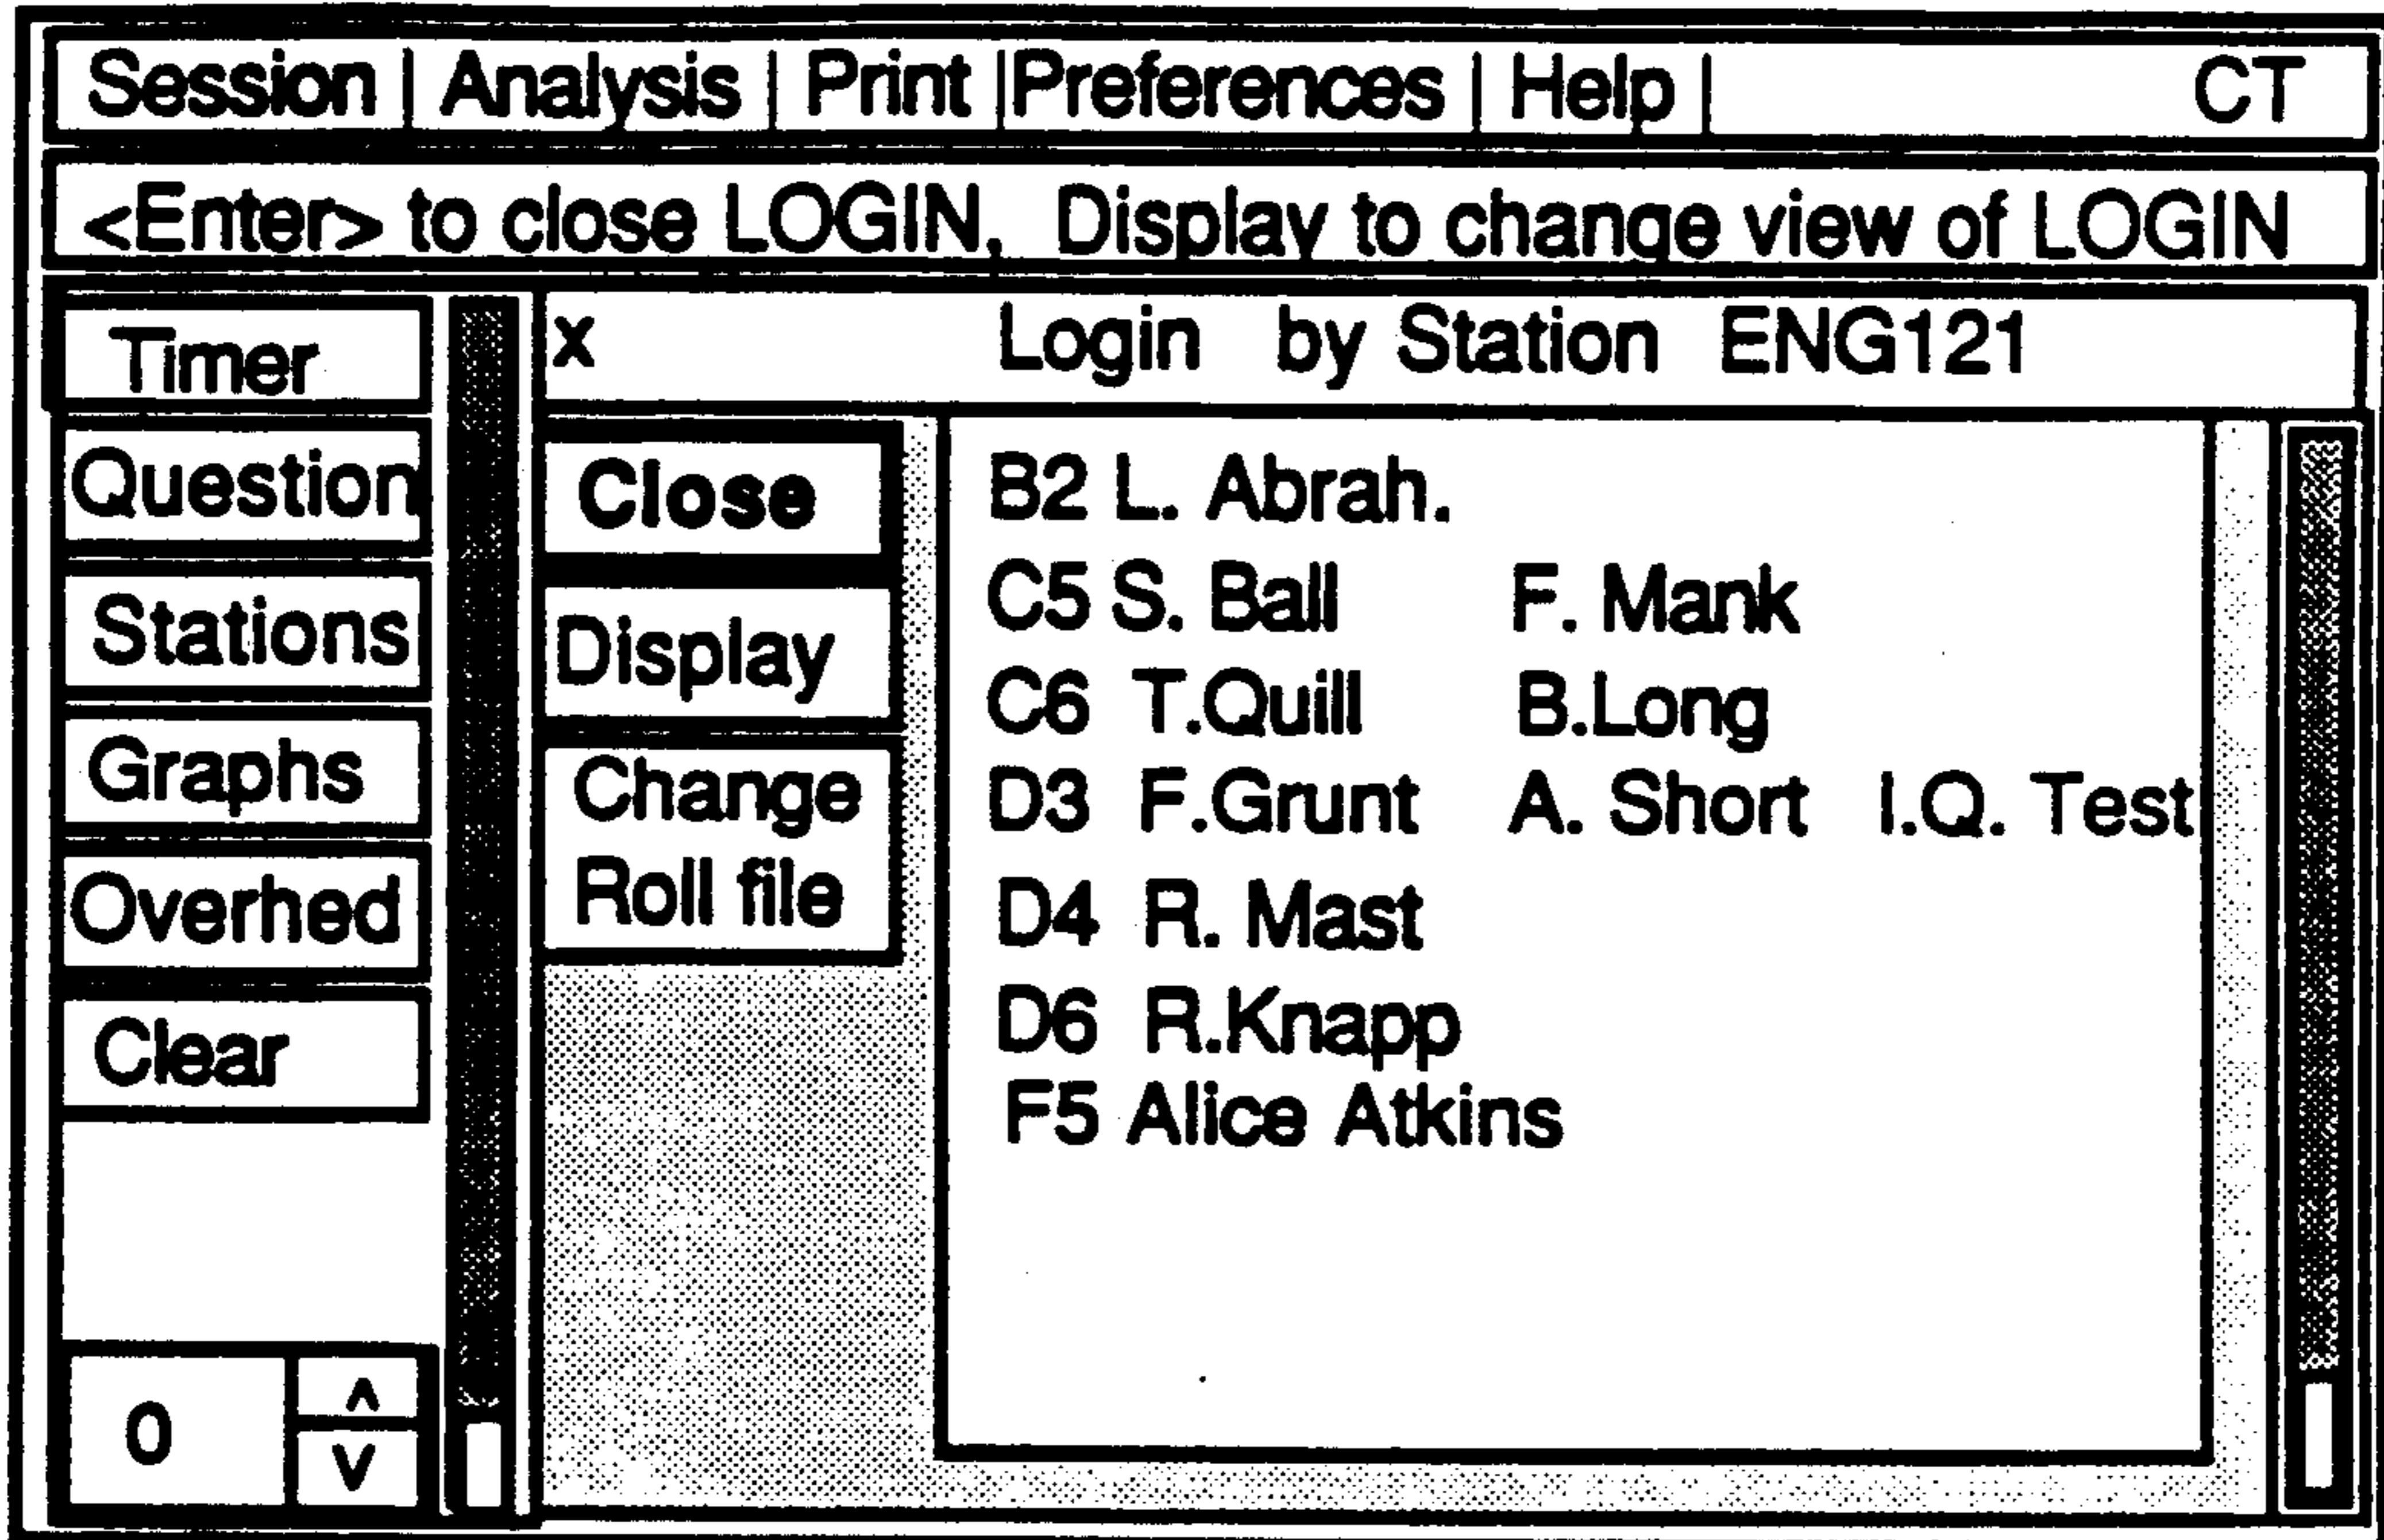 Session | Analysis | Print | Preferences | Help | CT
<Enter> to close LOGIN, Display to change view of LOGIN
x Login by Station ENG121
Timer
Question
Stations
Graphs
Overhed
Clear
0 ^
v
Close
Display
Change
Roll file
B2 L. Abrah.
C5 S. Ball F. Mank
C6 T.Quill B.Long
D3 F.Grunt A. Short I.Q. Test
D4 R. Mast
D6 R.Knapp
F5 Alice Atkins